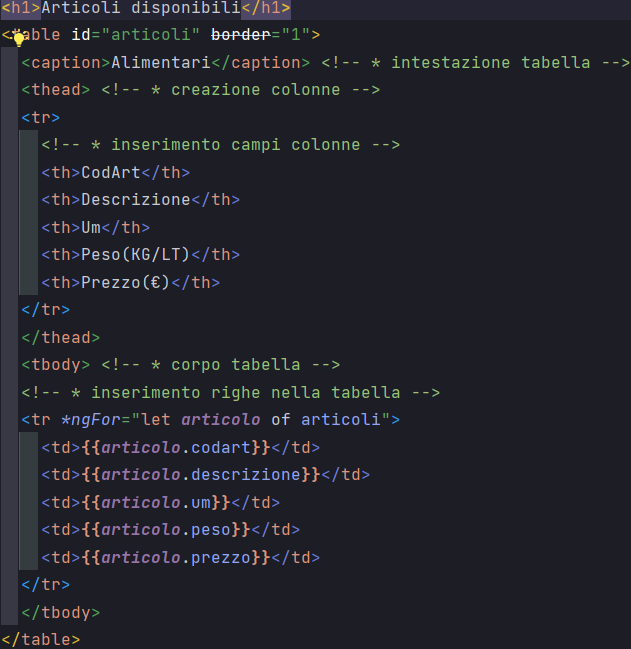 <h1>Articoli disponibili</h1>
<table id="articoli" border="1">
<caption>Alimentari</caption> <!-- * intestazione tabella -->
<thead> <!-- * creazione colonne -->
<tr>
<!-- * inserimento campi colonne -->
<th>CodArt</th>
<th>Descrizione</th>
<th>Um</th>
<th>Peso(KG/LT)</th>
<th>Prezzo(€)</th>
</tr>
</thead>
<tbody> <!-- * corpo tabella -->
<!-- * inserimento righe nella tabella -->
<tr *ngFor="let articolo of articoli">
<td>{{articolo.codart}}</td>
<td>{{articolo.descrizione}}</td>
<td>{{articolo.um}}</td>
<td>{{articolo.peso}}</td>
<td>{{articolo.prezzo}}</td>
</tr>
</tbody>
</table>